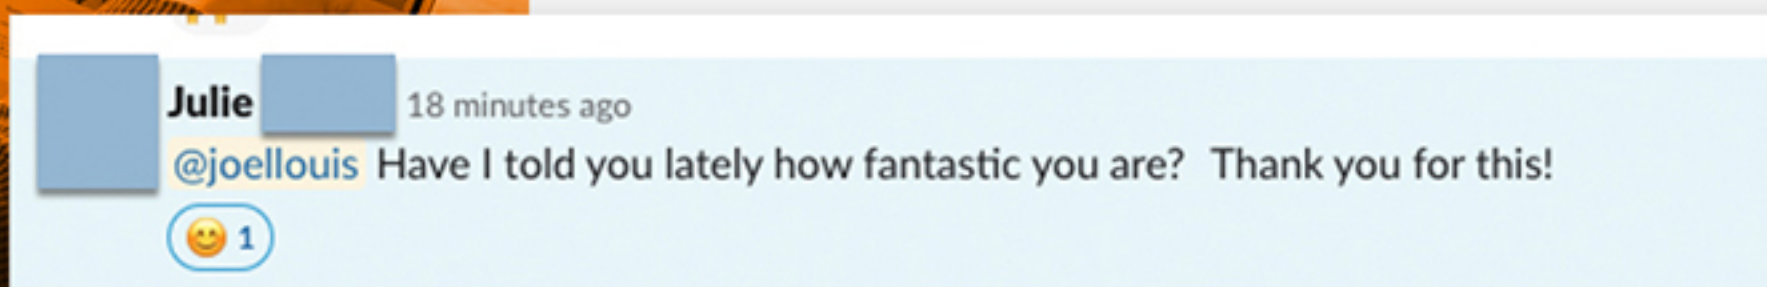 Julie 18 minutes ago
@joellouis Have I told you lately how fantastic you are?  Thank you for this!
😊 1